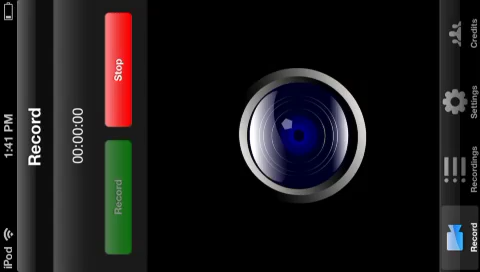 iPod 1:41 PM
Record
00:00:00
Record Stop
Record Recordings Settings Credits